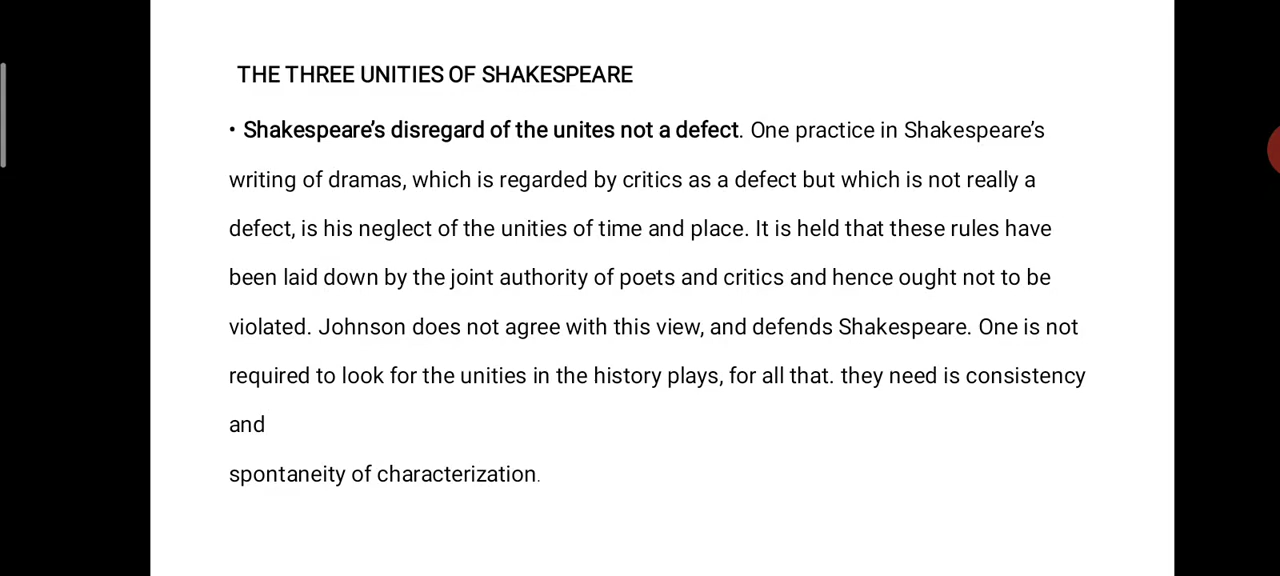 THE THREE UNITIES OF SHAKESPEARE
• Shakespeare’s disregard of the unites not a defect. One practice in Shakespeare’s
writing of dramas, which is regarded by critics as a defect but which is not really a
defect, is his neglect of the unities of time and place. It is held that these rules have
been laid down by the joint authority of poets and critics and hence ought not to be
violated. Johnson does not agree with this view, and defends Shakespeare. One is not
required to look for the unities in the history plays, for all that. they need is consistency
and
spontaneity of characterization.